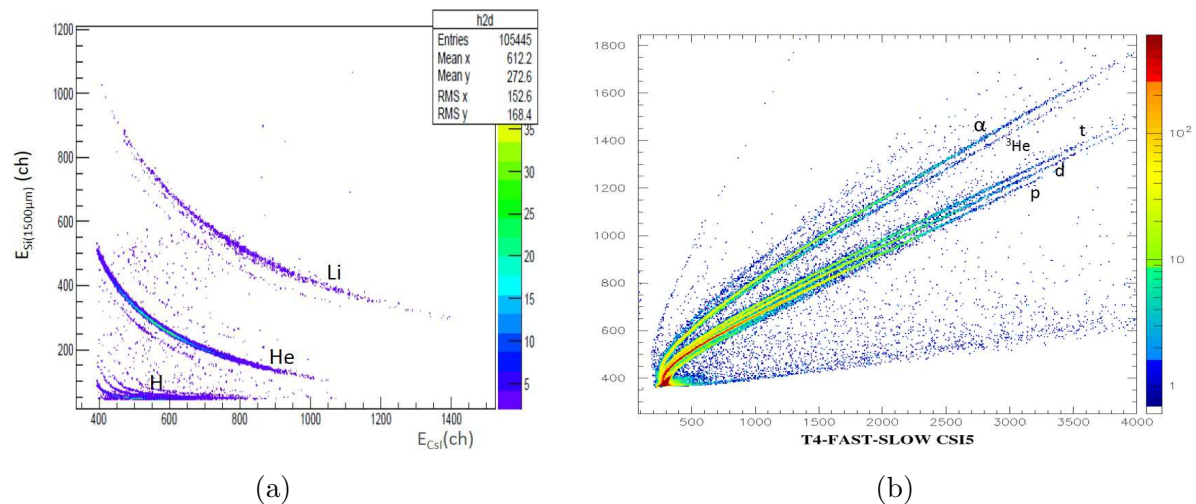 h2d
Entries 105445
Mean x 612.2
Mean y 272.6
RMS x 152.6
RMS y 168.4
1200
1000
800
600
400
200
E_Si(1500μm) (ch)
Li
He
H
400 600 800 1000 1200 1400
E_CsI(ch)
35
30
25
20
15
10
5
(a)
1800
1600
1400
1200
1000
800
600
400
α
³He
t
d
p
500 1000 1500 2000 2500 3000 3500 4000
T4-FAST-SLOW CSI5
10²
10
1
(b)